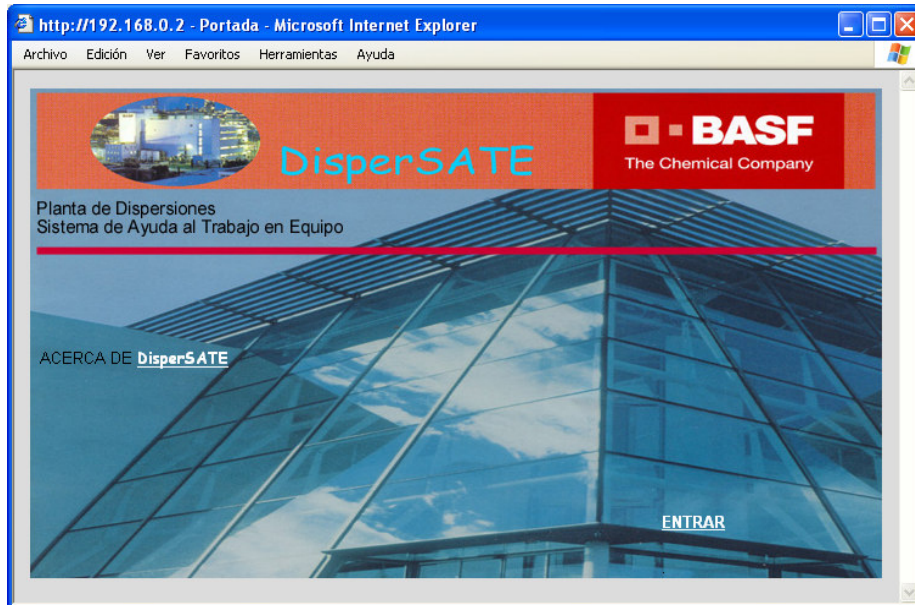 http://192.168.0.2 - Portada - Microsoft Internet Explorer
Archivo Edición Ver Favoritos Herramientas Ayuda
DisperSATE
BASF
The Chemical Company
Planta de Dispersiones
Sistema de Ayuda al Trabajo en Equipo
ACERCA DE DisperSATE
ENTRAR